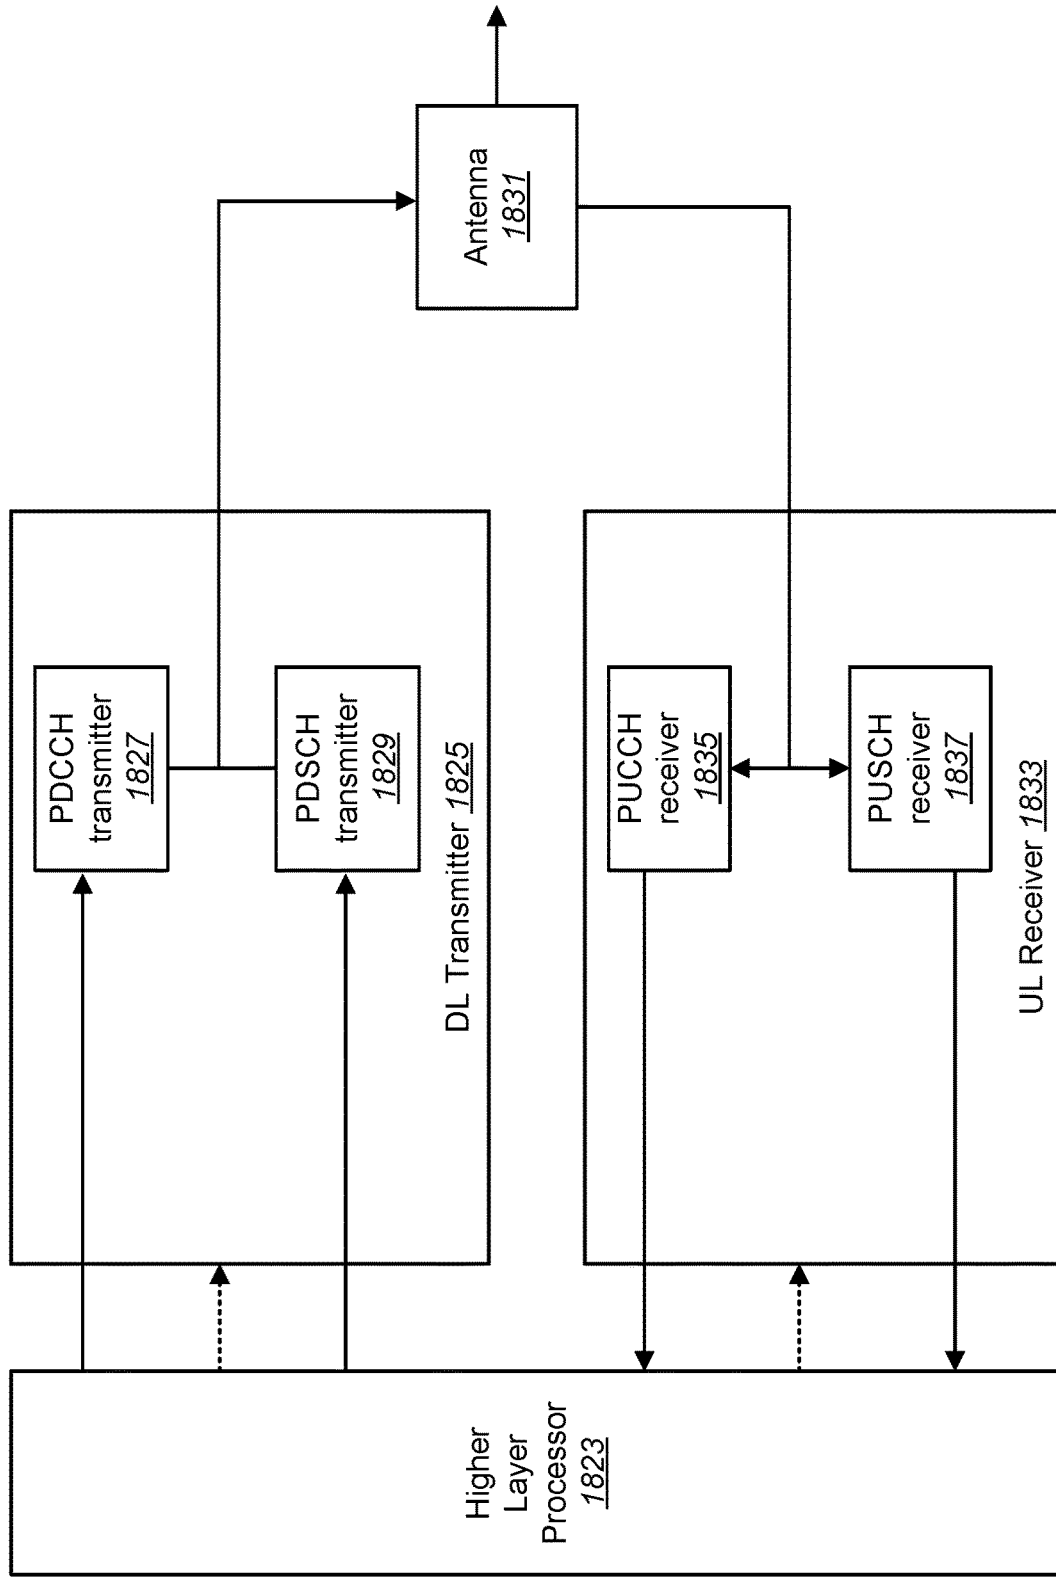 Higher
Layer
Processor
1823
PDCCH
transmitter
1827
PDSCH
transmitter
1829
DL Transmitter 1825
PUCCH
receiver
1835
PUSCH
receiver
1837
UL Receiver 1833
Antenna
1831